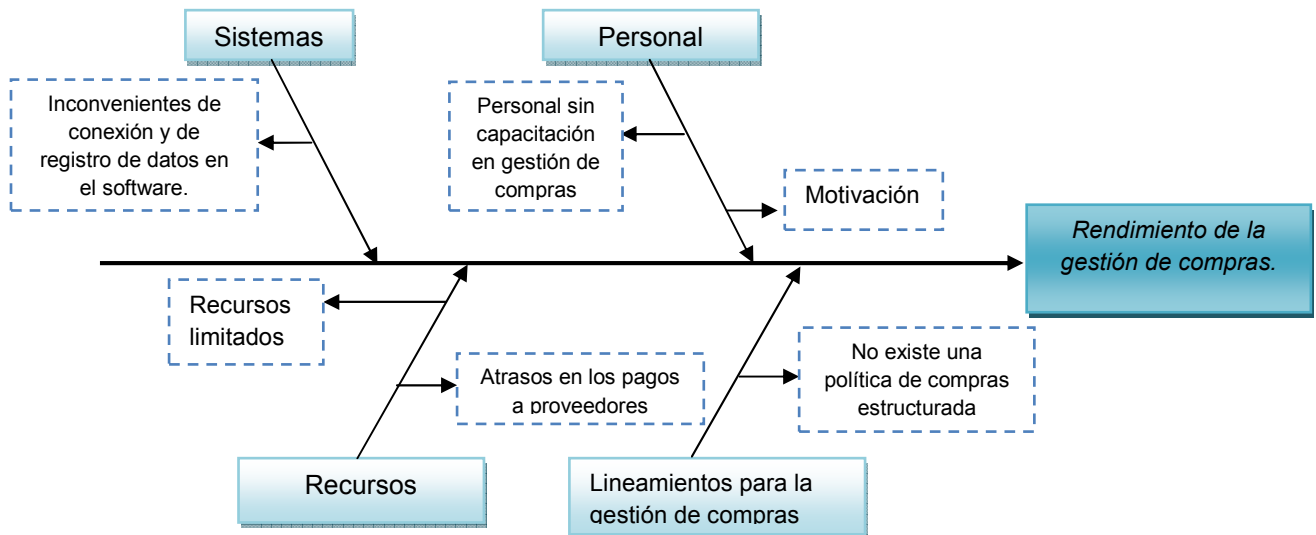 Sistemas
Personal
Inconvenientes de
conexión y de
registro de datos en
el software.
Personal sin
capacitación
en gestión de
compras
Motivación
Rendimiento de la
gestión de compras.
Recursos
limitados
Atrasos en los pagos
a proveedores
No existe una
política de compras
estructurada
Recursos
Lineamientos para la
gestión de compras